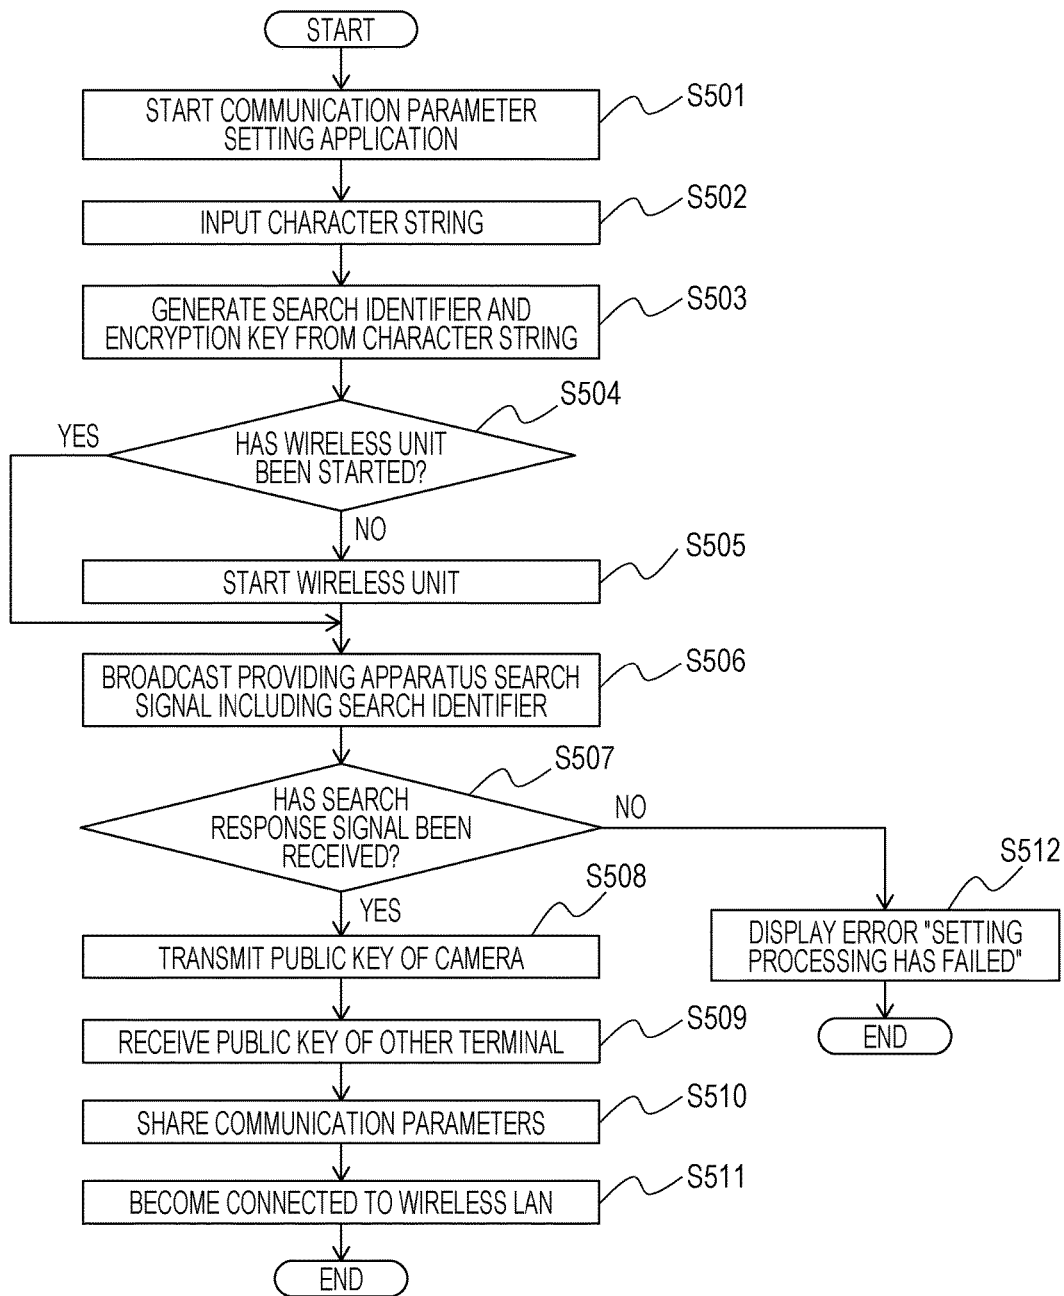 START
START COMMUNICATION PARAMETER
SETTING APPLICATION
S501
INPUT CHARACTER STRING
S502
GENERATE SEARCH IDENTIFIER AND
ENCRYPTION KEY FROM CHARACTER STRING
S503
S504
YES
HAS WIRELESS UNIT
BEEN STARTED?
NO
START WIRELESS UNIT
S505
BROADCAST PROVIDING APPARATUS SEARCH
SIGNAL INCLUDING SEARCH IDENTIFIER
S506
S507
HAS SEARCH
RESPONSE SIGNAL BEEN
RECEIVED?
NO
YES
S508
TRANSMIT PUBLIC KEY OF CAMERA
S512
DISPLAY ERROR "SETTING
PROCESSING HAS FAILED"
END
RECEIVE PUBLIC KEY OF OTHER TERMINAL
S509
SHARE COMMUNICATION PARAMETERS
S510
BECOME CONNECTED TO WIRELESS LAN
S511
END